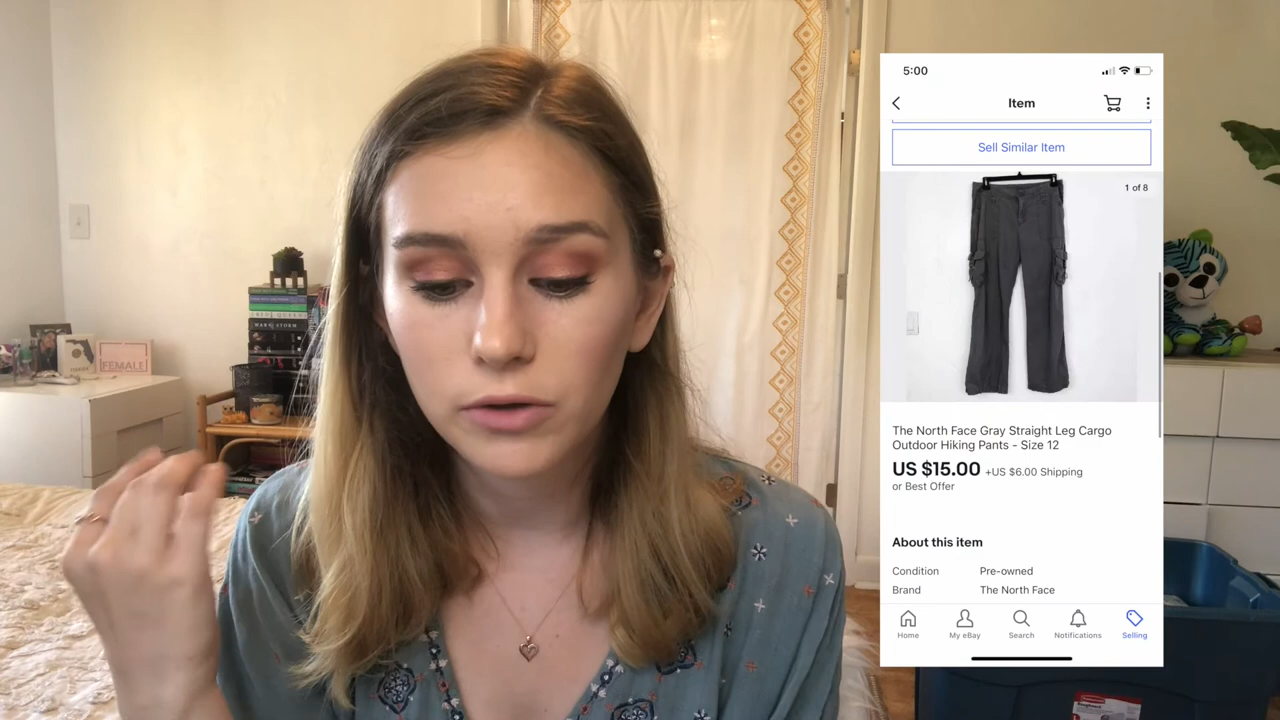 FEMALE
5:00
Item
Sell Similar Item
1 of 8
The North Face Gray Straight Leg Cargo
Outdoor Hiking Pants - Size 12
US $15.00 +US $6.00 Shipping
or Best Offer
About this item
Condition Pre-owned
Brand The North Face
Home My eBay Search Notifications Selling